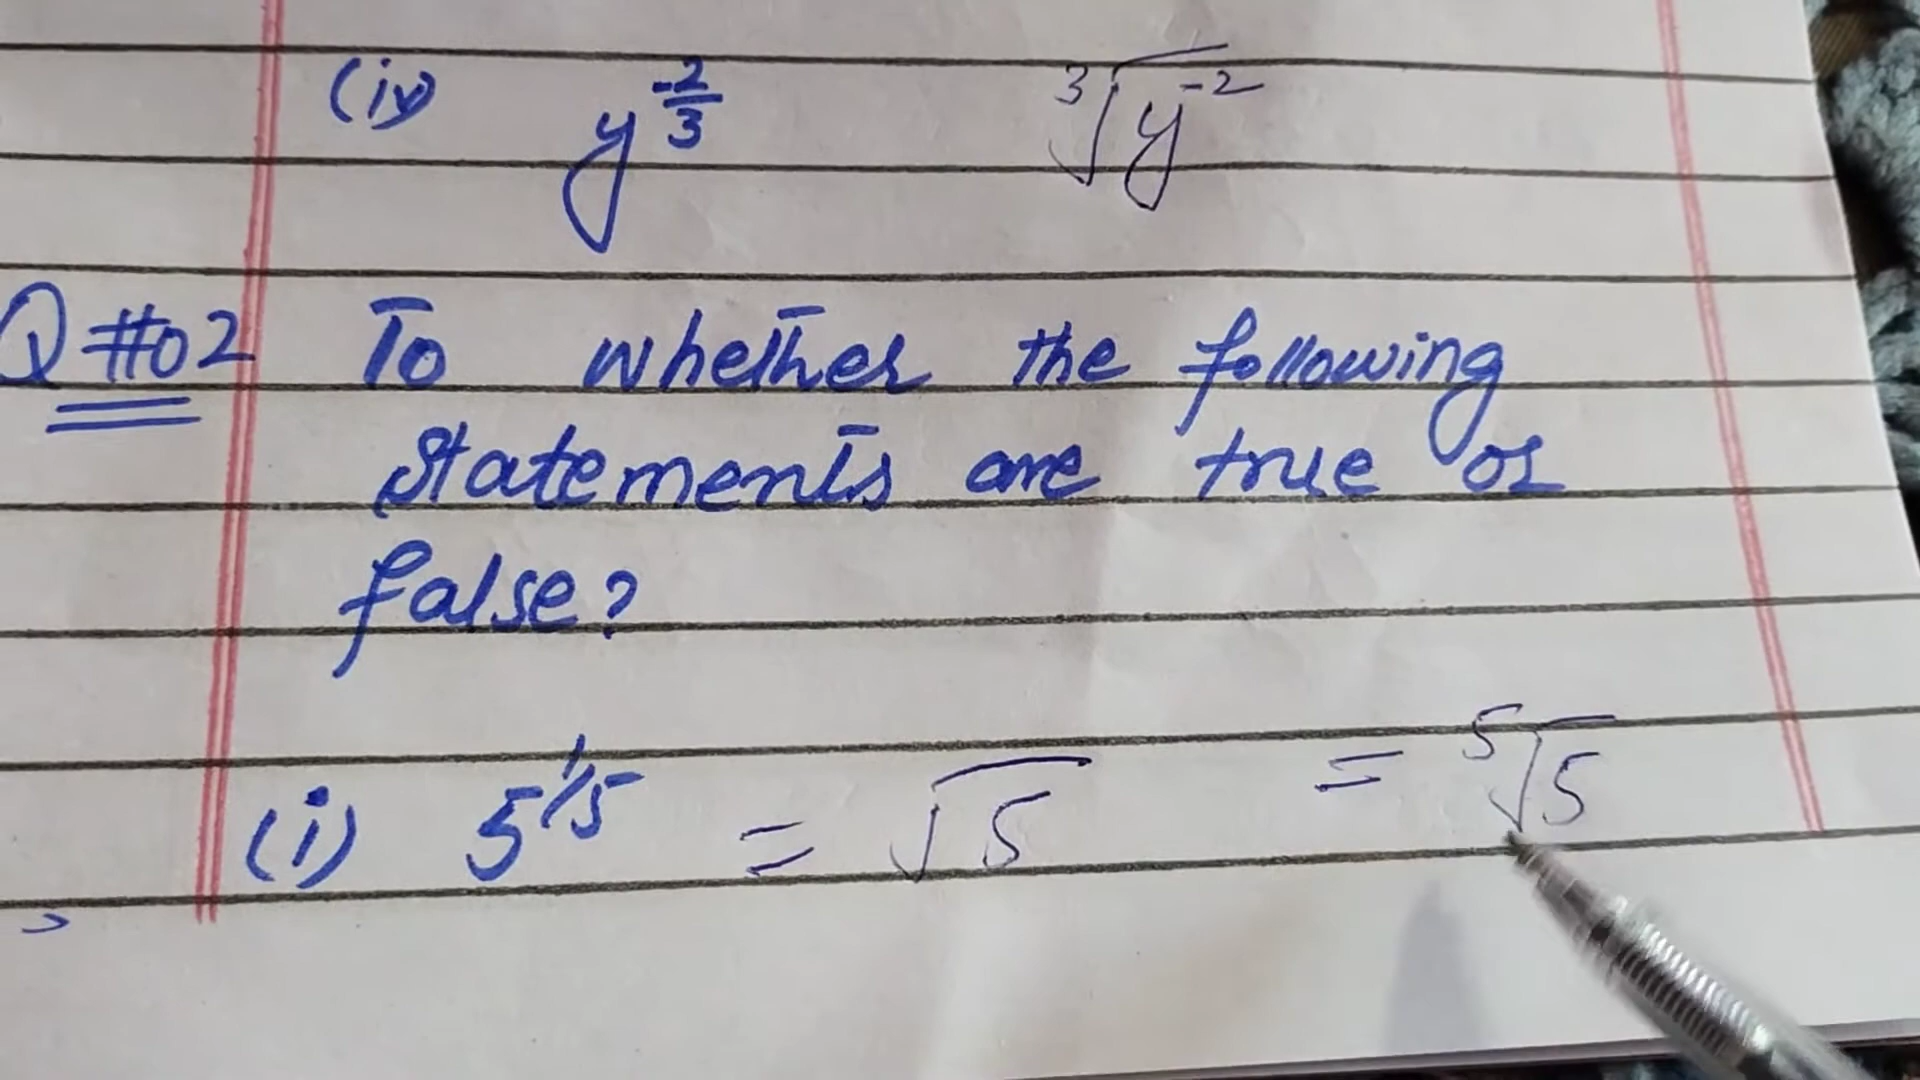 (iv) y^{-2/3} ∛(y^{-2})
Q #02 To whether the following
statements are true or
false?
(i) 5^{1/5} = √5 = ⁵√5